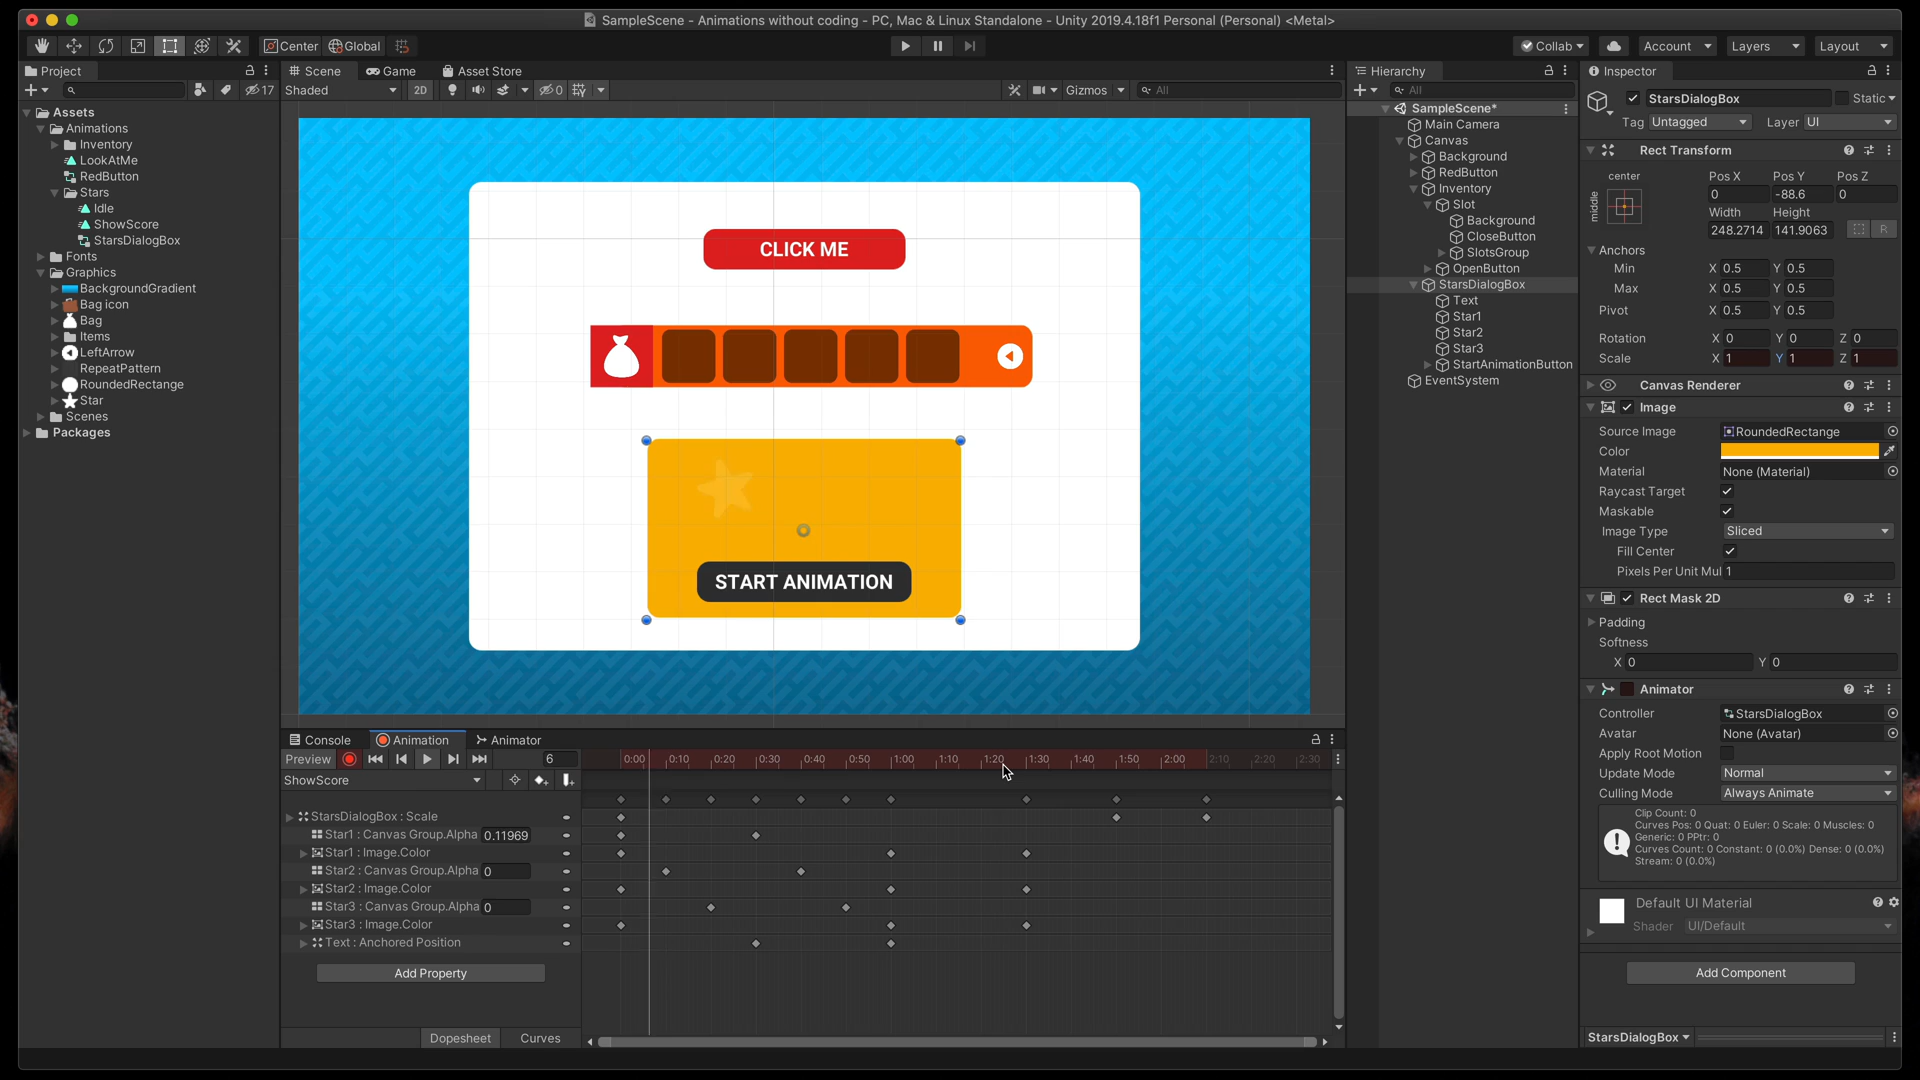 SampleScene - Animations without coding - PC, Mac & Linux Standalone - Unity 2019.4.18f1 Personal (Personal) <Metal>
Center Global Collab Account Layers Layout
Project
17
Assets
Animations
Inventory
LookAtMe
RedButton
Stars
Idle
ShowScore
StarsDialogBox
Fonts
Graphics
BackgroundGradient
Bag icon
Bag
Items
LeftArrow
RepeatPattern
RoundedRectange
Star
Scenes
Packages
Scene Game Asset Store
Shaded 2D 0 Gizmos All
CLICK ME
START ANIMATION
Console Animation Animator
Preview 6 0:00 0:10 0:20 0:30 0:40 0:50 1:00 1:10 1:20 1:30 1:40 1:50 2:00 2:10 2:20 2:30
ShowScore
StarsDialogBox : Scale
Star1 : Canvas Group.Alpha 0.11969
Star1 : Image.Color
Star2 : Canvas Group.Alpha 0
Star2 : Image.Color
Star3 : Canvas Group.Alpha 0
Star3 : Image.Color
Text : Anchored Position
Add Property
Dopesheet Curves
Hierarchy
All
SampleScene*
Main Camera
Canvas
Background
RedButton
Inventory
Slot
Background
CloseButton
SlotsGroup
OpenButton
StarsDialogBox
Text
Star1
Star2
Star3
StartAnimationButton
EventSystem
Inspector
StarsDialogBox Static
Tag Untagged Layer UI
Rect Transform
center Pos X Pos Y Pos Z
middle 0 -88.6 0
Width Height
248.2714 141.9063 R
Anchors
Min X 0.5 Y 0.5
Max X 0.5 Y 0.5
Pivot X 0.5 Y 0.5
Rotation X 0 Y 0 Z 0
Scale X 1 Y 1 Z 1
Canvas Renderer
Image
Source Image RoundedRectange
Color
Material None (Material)
Raycast Target
Maskable
Image Type Sliced
Fill Center
Pixels Per Unit Mul 1
Rect Mask 2D
Padding
Softness
X 0 Y 0
Animator
Controller StarsDialogBox
Avatar None (Avatar)
Apply Root Motion
Update Mode Normal
Culling Mode Always Animate
Clip Count: 0
Curves Pos: 0 Quat: 0 Euler: 0 Scale: 0 Muscles: 0
Generic: 0 PPtr: 0
Curves Count: 0 Constant: 0 (0.0%) Dense: 0 (0.0%)
Stream: 0 (0.0%)
Default UI Material
Shader UI/Default
Add Component
StarsDialogBox